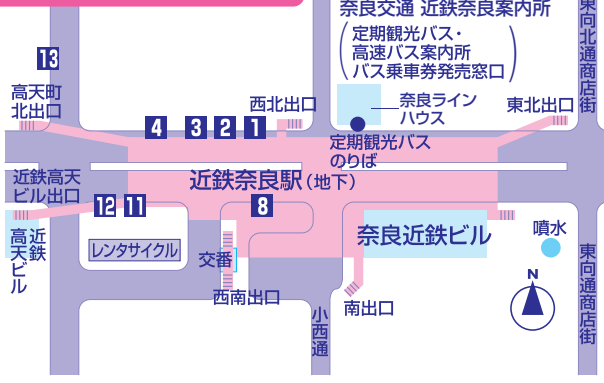 奈良交通 近鉄奈良案内所
定期観光バス・
高速バス案内所
バス乗車券発売窓口
東向北通商店街
13
高天町
北出口
西北出口
奈良ライン
ハウス
東北出口
4
3
2
1
定期観光バス
のりば
近鉄高天
ビル出口
近鉄奈良駅(地下)
12
11
8
近鉄
高天ビル
レンタサイクル
交番
奈良近鉄ビル
噴水
西南出口
南出口
小西通
N
東向通商店街